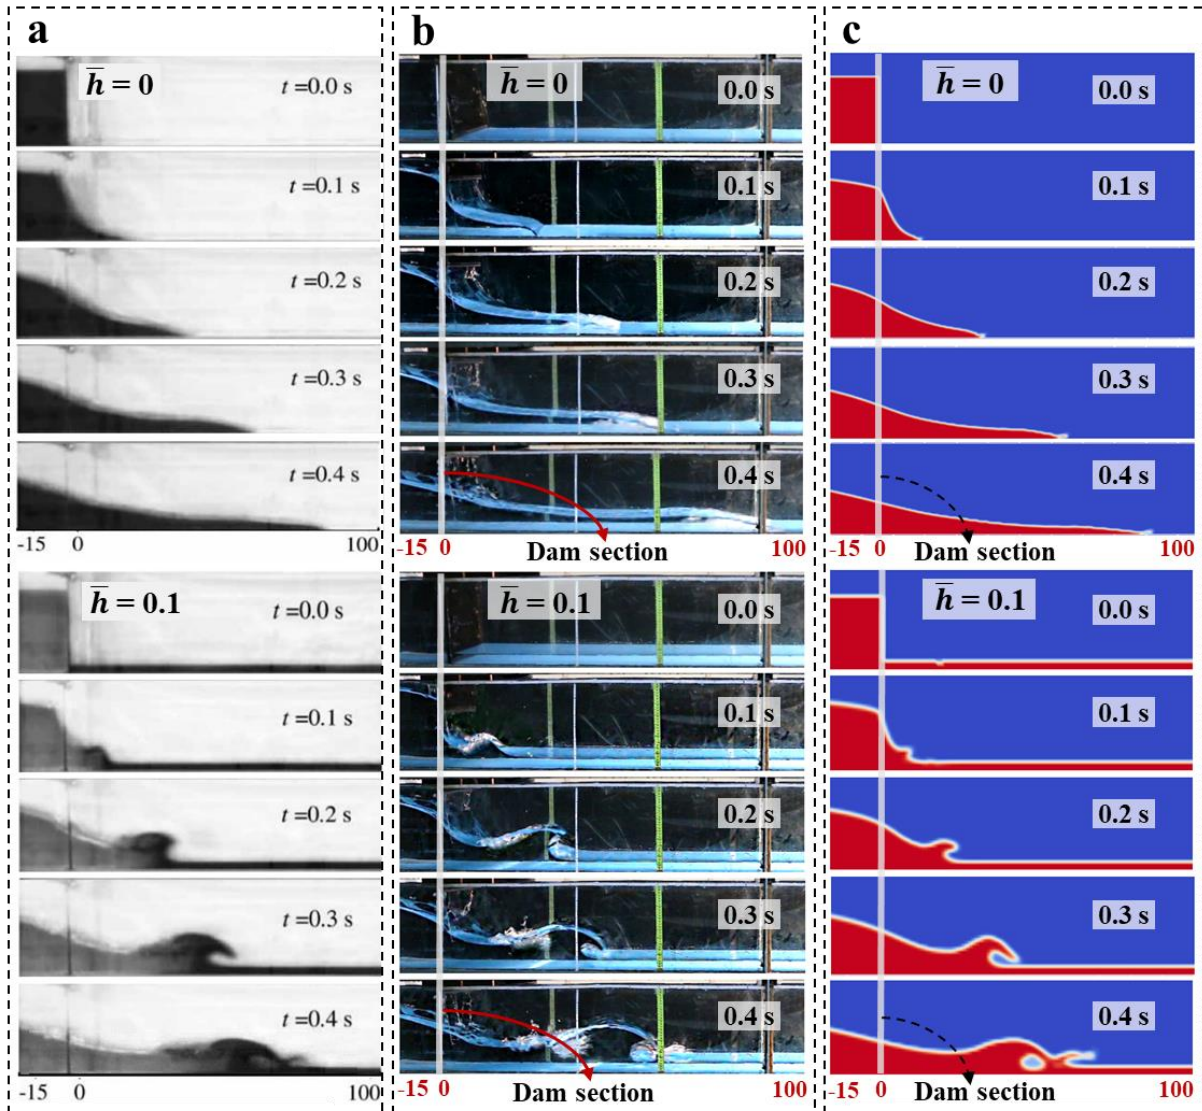 a
h̅ = 0
t =0.0 s
t =0.1 s
t =0.2 s
t =0.3 s
t =0.4 s
-15 0 100
h̅ = 0.1
t =0.0 s
t =0.1 s
t =0.2 s
t =0.3 s
t =0.4 s
-15 0 100
b
h̅ = 0
0.0 s
0.1 s
0.2 s
0.3 s
0.4 s
-15 0 100
Dam section
h̅ = 0.1
0.0 s
0.1 s
0.2 s
0.3 s
0.4 s
-15 0 100
Dam section
c
h̅ = 0
0.0 s
0.1 s
0.2 s
0.3 s
0.4 s
-15 0 100
Dam section
h̅ = 0.1
0.0 s
0.1 s
0.2 s
0.3 s
0.4 s
-15 0 100
Dam section